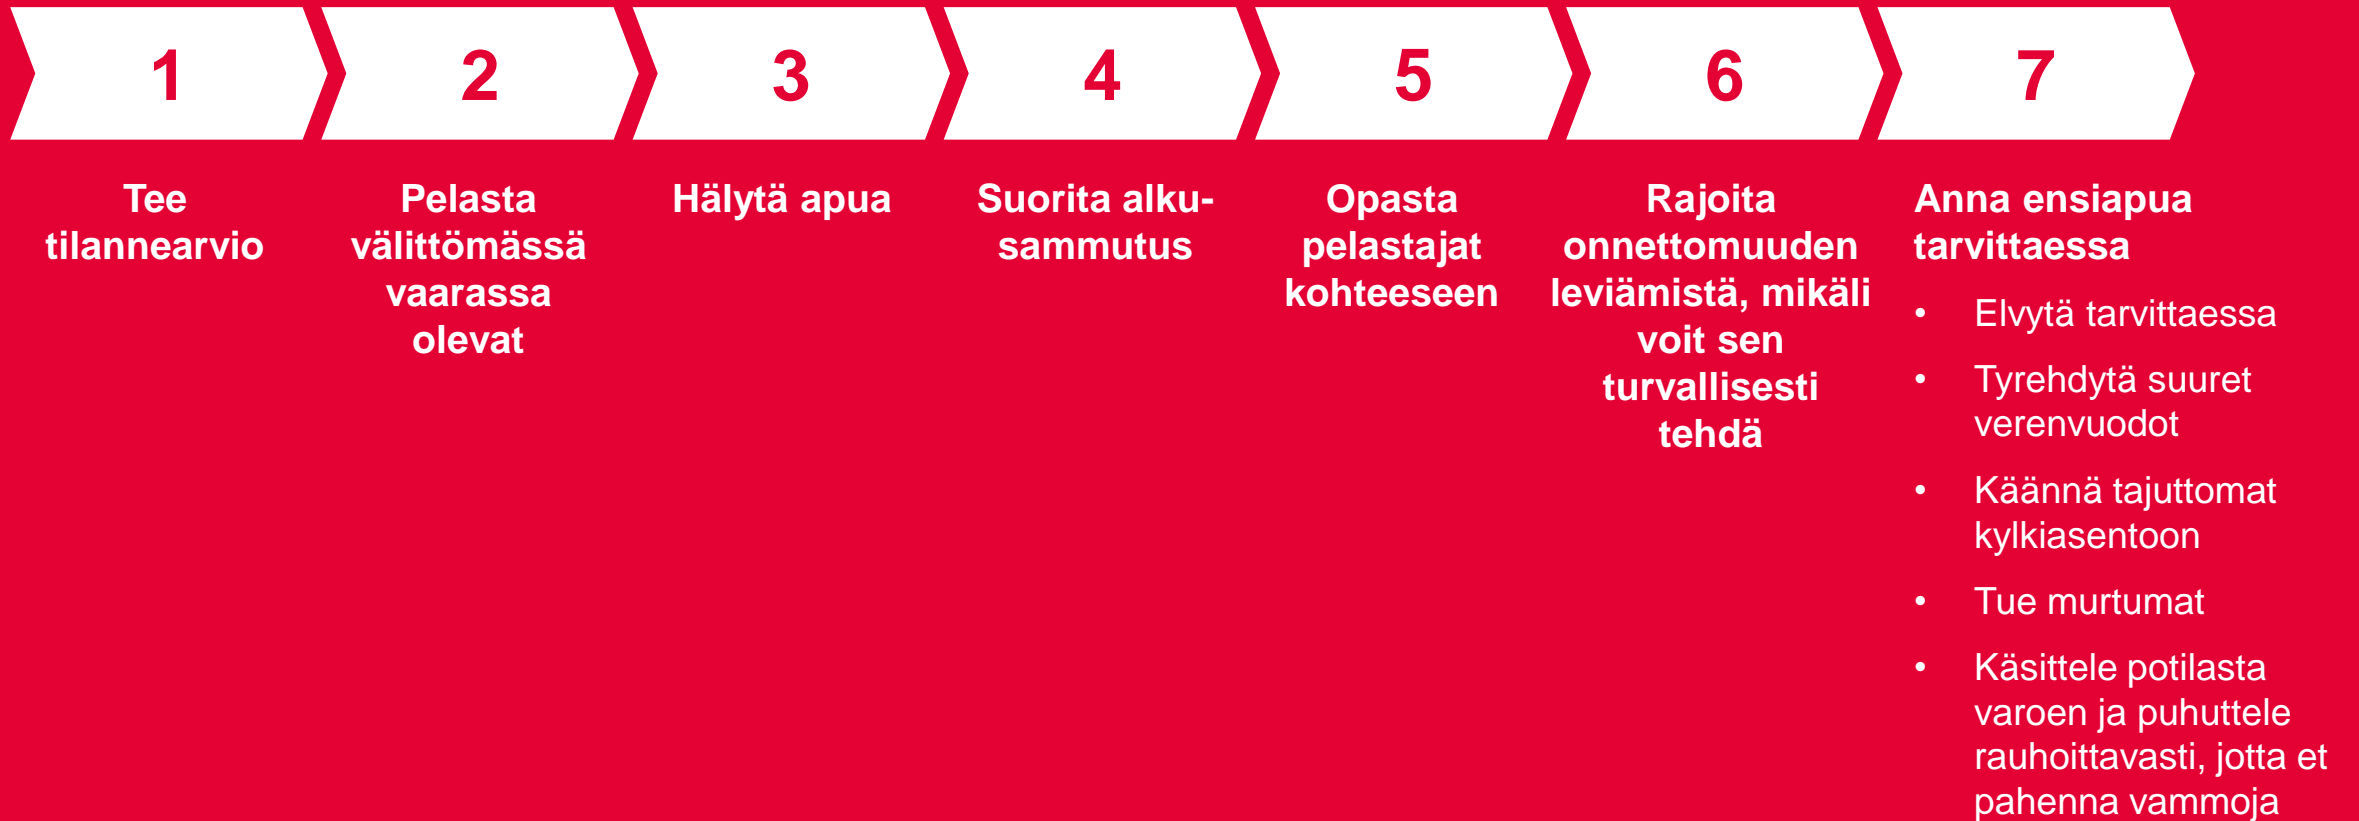 1
2
3
4
5
6
7
Tee
tilannearvio
Pelasta
välittömässä
vaarassa
olevat
Hälytä apua
Suorita alku-
sammutus
Opasta
pelastajat
kohteeseen
Rajoita
onnettomuuden
leviämistä, mikäli
voit sen
turvallisesti
tehdä
Anna ensiapua
tarvittaessa
• Elvytä tarvittaessa
• Tyrehdytä suuret
verenvuodot
• Käännä tajuttomat
kylkiasentoon
• Tue murtumat
• Käsittele potilasta
varoen ja puhuttele
rauhoittavasti, jotta et
pahenna vammoja